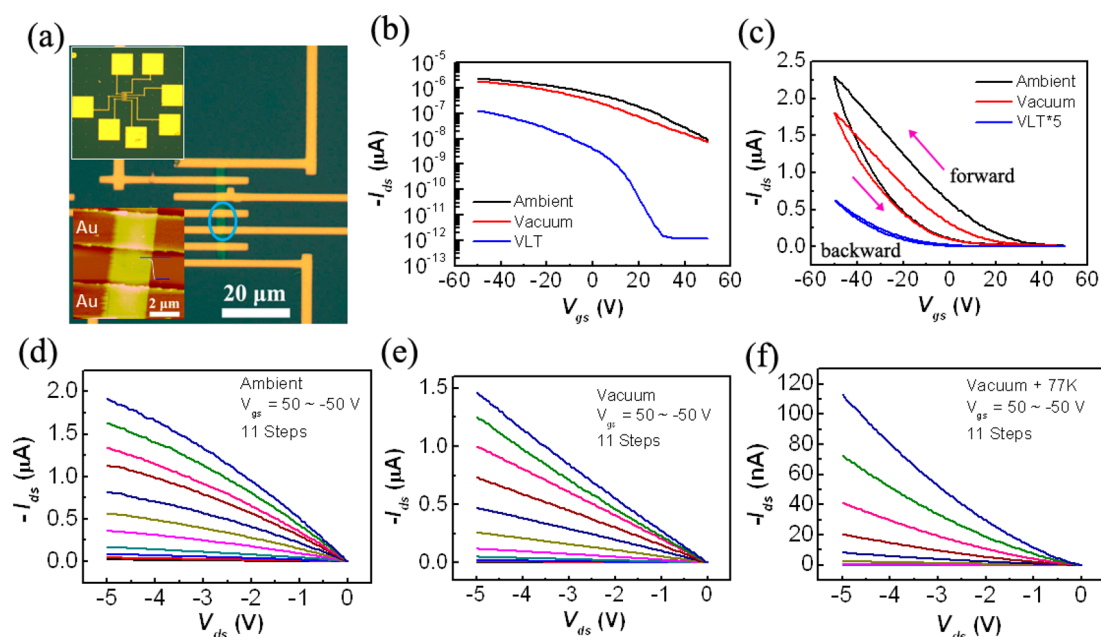 (a)
Au
Au
2 μm
20 μm
(b)
10⁻⁵
10⁻⁶
10⁻⁷
10⁻⁸
10⁻⁹
10⁻¹⁰
10⁻¹¹
10⁻¹²
10⁻¹³
-I_ds (μA)
Ambient
Vacuum
VLT
-60 -40 -20 0 20 40 60
V_gs (V)
(c)
2.5
2.0
1.5
1.0
0.5
0.0
-I_ds (μA)
Ambient
Vacuum
VLT*5
forward
backward
-60 -40 -20 0 20 40 60
V_gs (V)
(d)
2.0
1.5
1.0
0.5
0.0
- I_ds (μA)
Ambient
V_gs = 50 ~ -50 V
11 Steps
-5 -4 -3 -2 -1 0
V_ds (V)
(e)
1.5
1.0
0.5
0.0
-I_ds (μA)
Vacuum
V_gs = 50 ~ -50 V
11 Steps
-5 -4 -3 -2 -1 0
V_ds (V)
(f)
120
100
80
60
40
20
0
-I_ds (nA)
Vacuum + 77K
V_gs = 50 ~ -50 V
11 Steps
-5 -4 -3 -2 -1 0
V_ds (V)